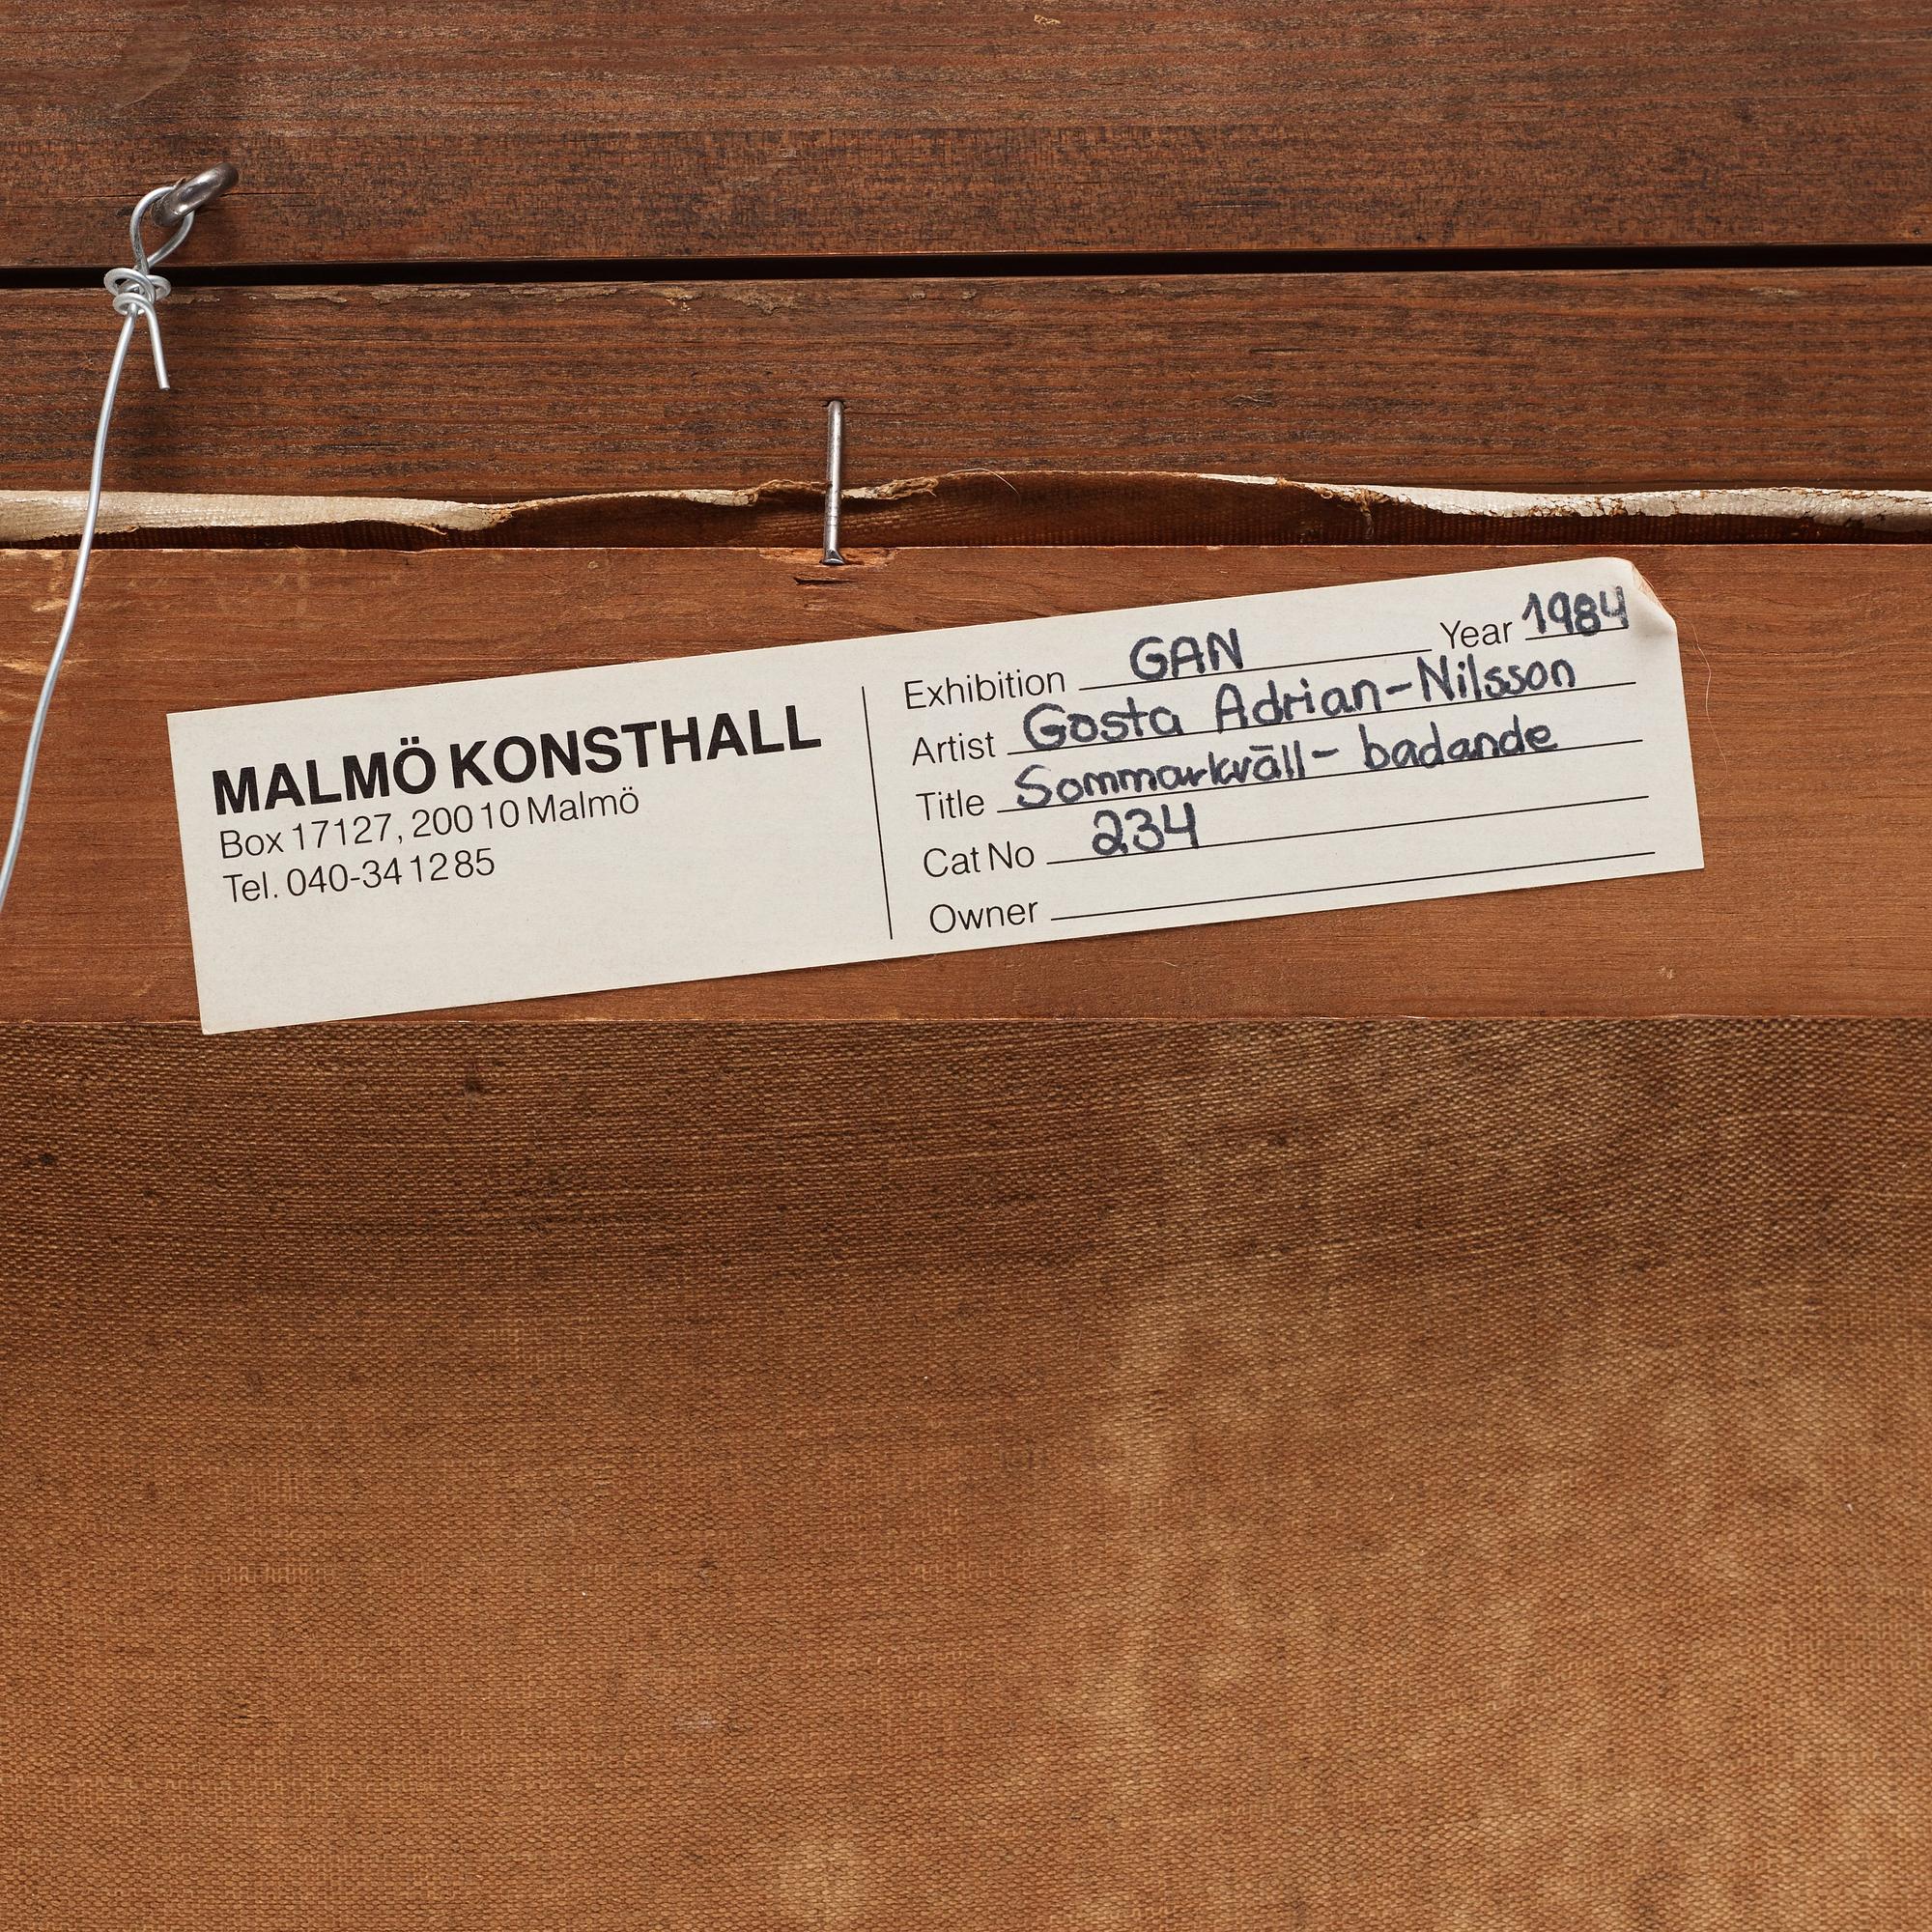 MALMÖ KONSTHALL
Box 17127, 200 10 Malmö
Tel. 040-34 12 85
Exhibition GAN Year 1984
Artist Gosta Adrian-Nilsson
Title Sommarkväll- badande
Cat No 234
Owner